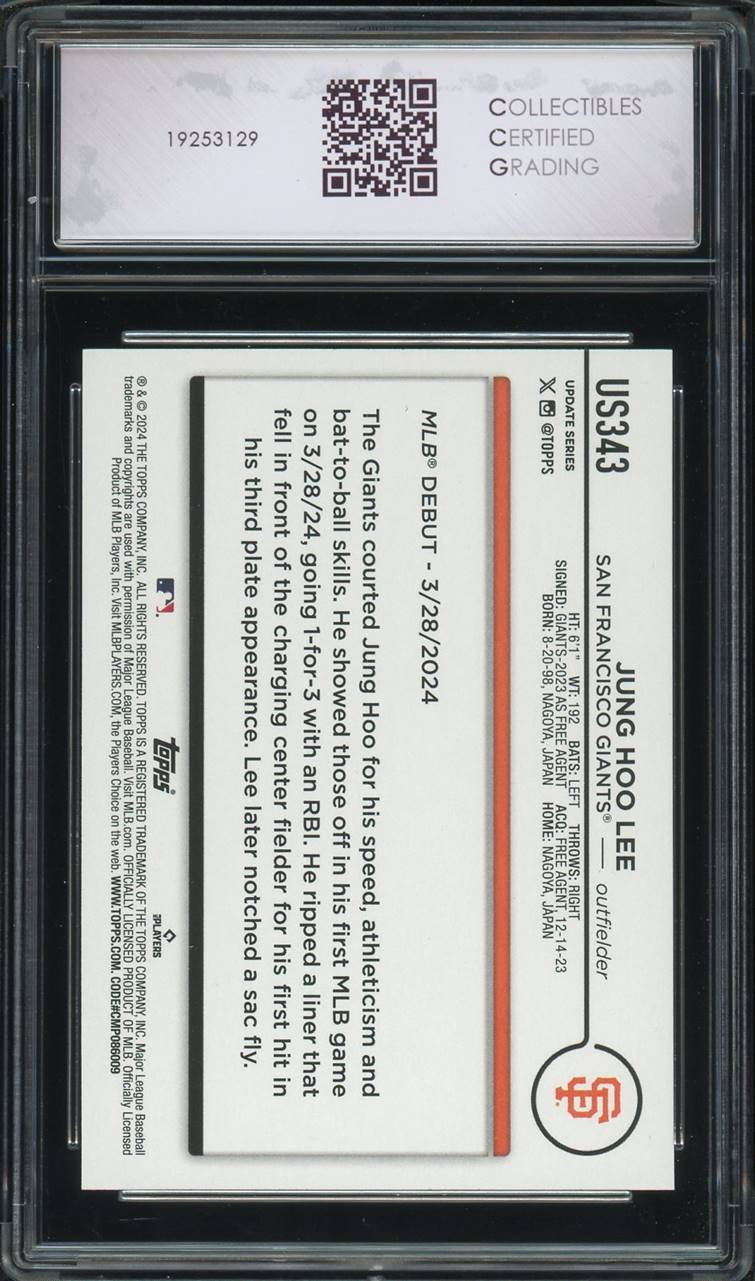 19253129
COLLECTIBLES
CERTIFIED
GRADING
US343
UPDATE SERIES
@TOPPS
JUNG HOO LEE
SAN FRANCISCO GIANTS® — outfielder
HT: 6'1" WT: 192 BATS: LEFT THROWS: RIGHT
SIGNED: GIANTS-2023 AS FREE AGENT ACQ: FREE AGENT, 12-14-23
BORN: 8-20-98, NAGOYA, JAPAN HOME: NAGOYA, JAPAN
SF
MLB® DEBUT - 3/28/2024
The Giants courted Jung Hoo for his speed, athleticism and
bat-to-ball skills. He showed those off in his first MLB game
on 3/28/24, going 1-for-3 with an RBI. He ripped a liner that
fell in front of the charging center fielder for his first hit in
his third plate appearance. Lee later notched a sac fly.
topps®
PLAYERS
® & © 2024 THE TOPPS COMPANY, INC. ALL RIGHTS RESERVED. TOPPS IS A REGISTERED TRADEMARK OF THE TOPPS COMPANY, INC. Major League Baseball
trademarks and copyrights are used with permission of Major League Baseball. Visit MLB.com. OFFICIALLY LICENSED PRODUCT OF MLB. Officially Licensed
Product of MLB Players, Inc. Visit MLBPLAYERS.COM, the Players Choice on the web. WWW.TOPPS.COM. CODE#CMP086009